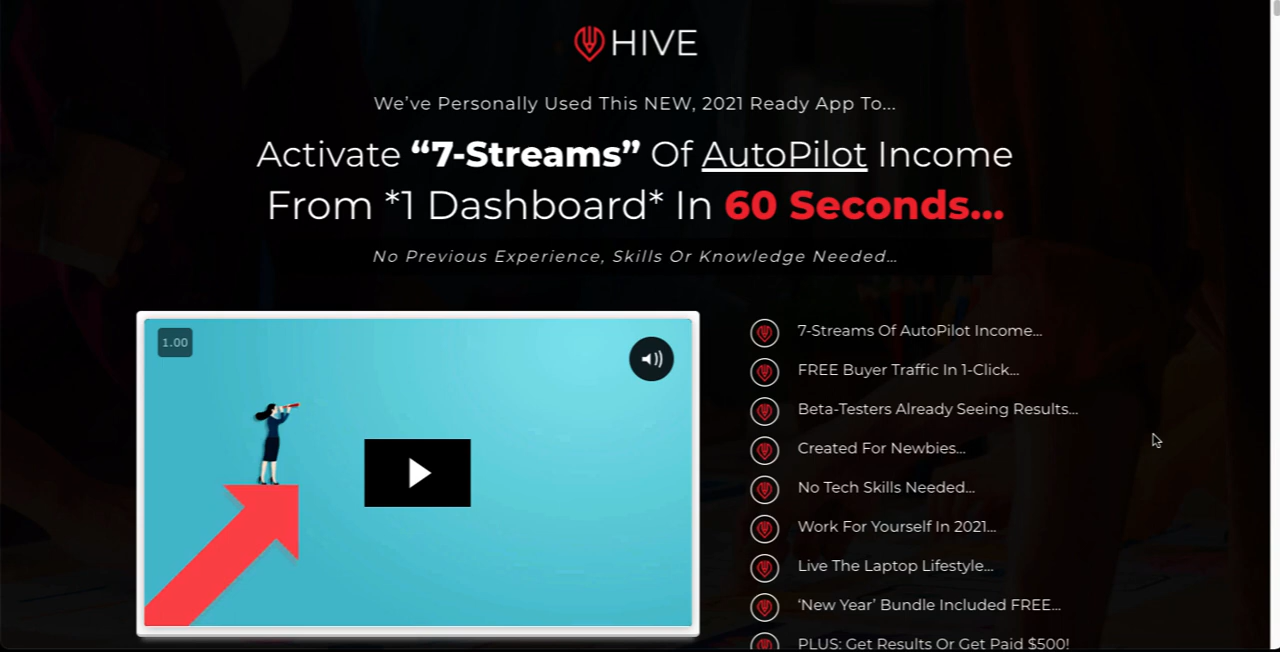 HIVE
We've Personally Used This NEW, 2021 Ready App To...
Activate “7-Streams” Of AutoPilot Income
From *1 Dashboard* In 60 Seconds...
No Previous Experience, Skills Or Knowledge Needed...
1.00
7-Streams Of AutoPilot Income...
FREE Buyer Traffic In 1-Click...
Beta-Testers Already Seeing Results...
Created For Newbies...
No Tech Skills Needed...
Work For Yourself In 2021...
Live The Laptop Lifestyle...
‘New Year’ Bundle Included FREE...
PLUS: Get Results Or Get Paid $500!